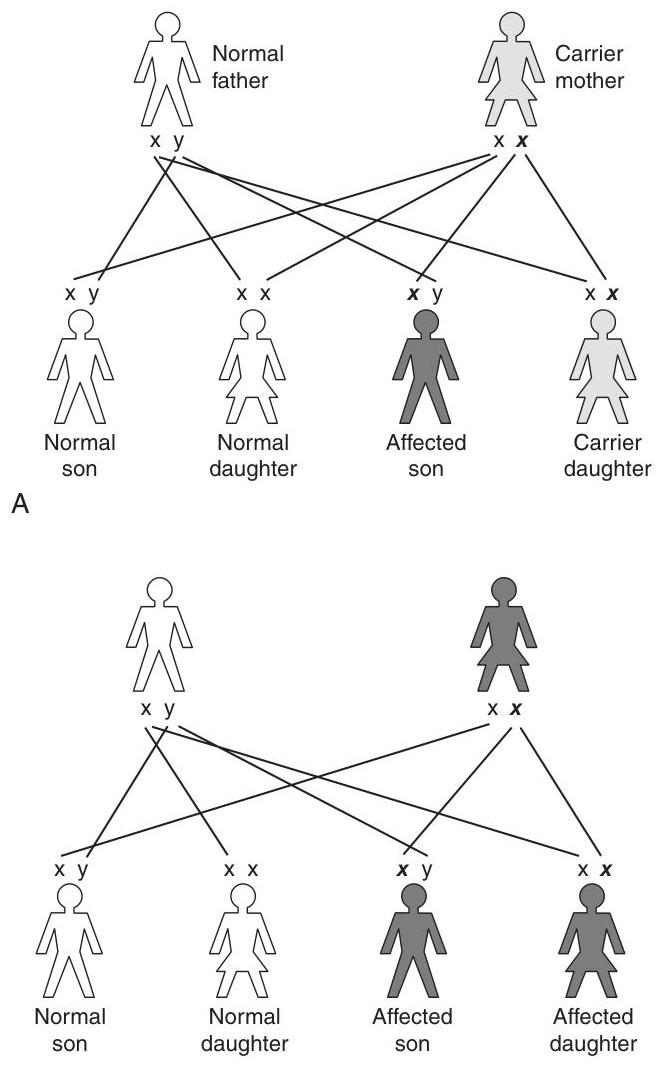 Normal
father
Carrier
mother
x y
x x
x y
x x
x y
x x
Normal
son
Normal
daughter
Affected
son
Carrier
daughter
A
x y
x x
x y
x x
x y
x x
Normal
son
Normal
daughter
Affected
son
Affected
daughter